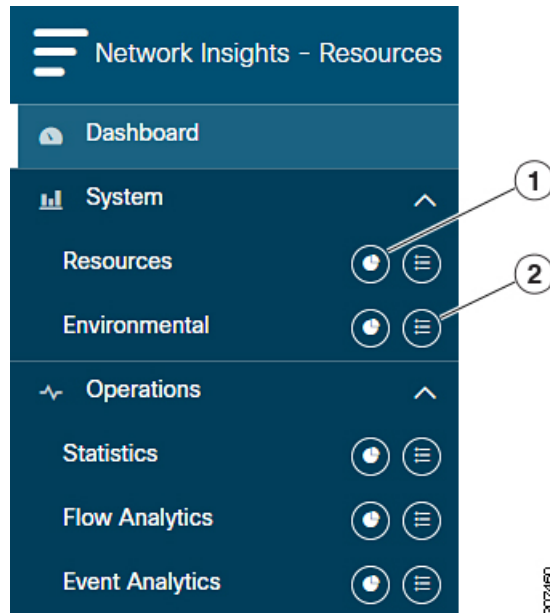 Network Insights - Resources
Dashboard
System
1
Resources
2
Environmental
Operations
Statistics
Flow Analytics
Event Analytics